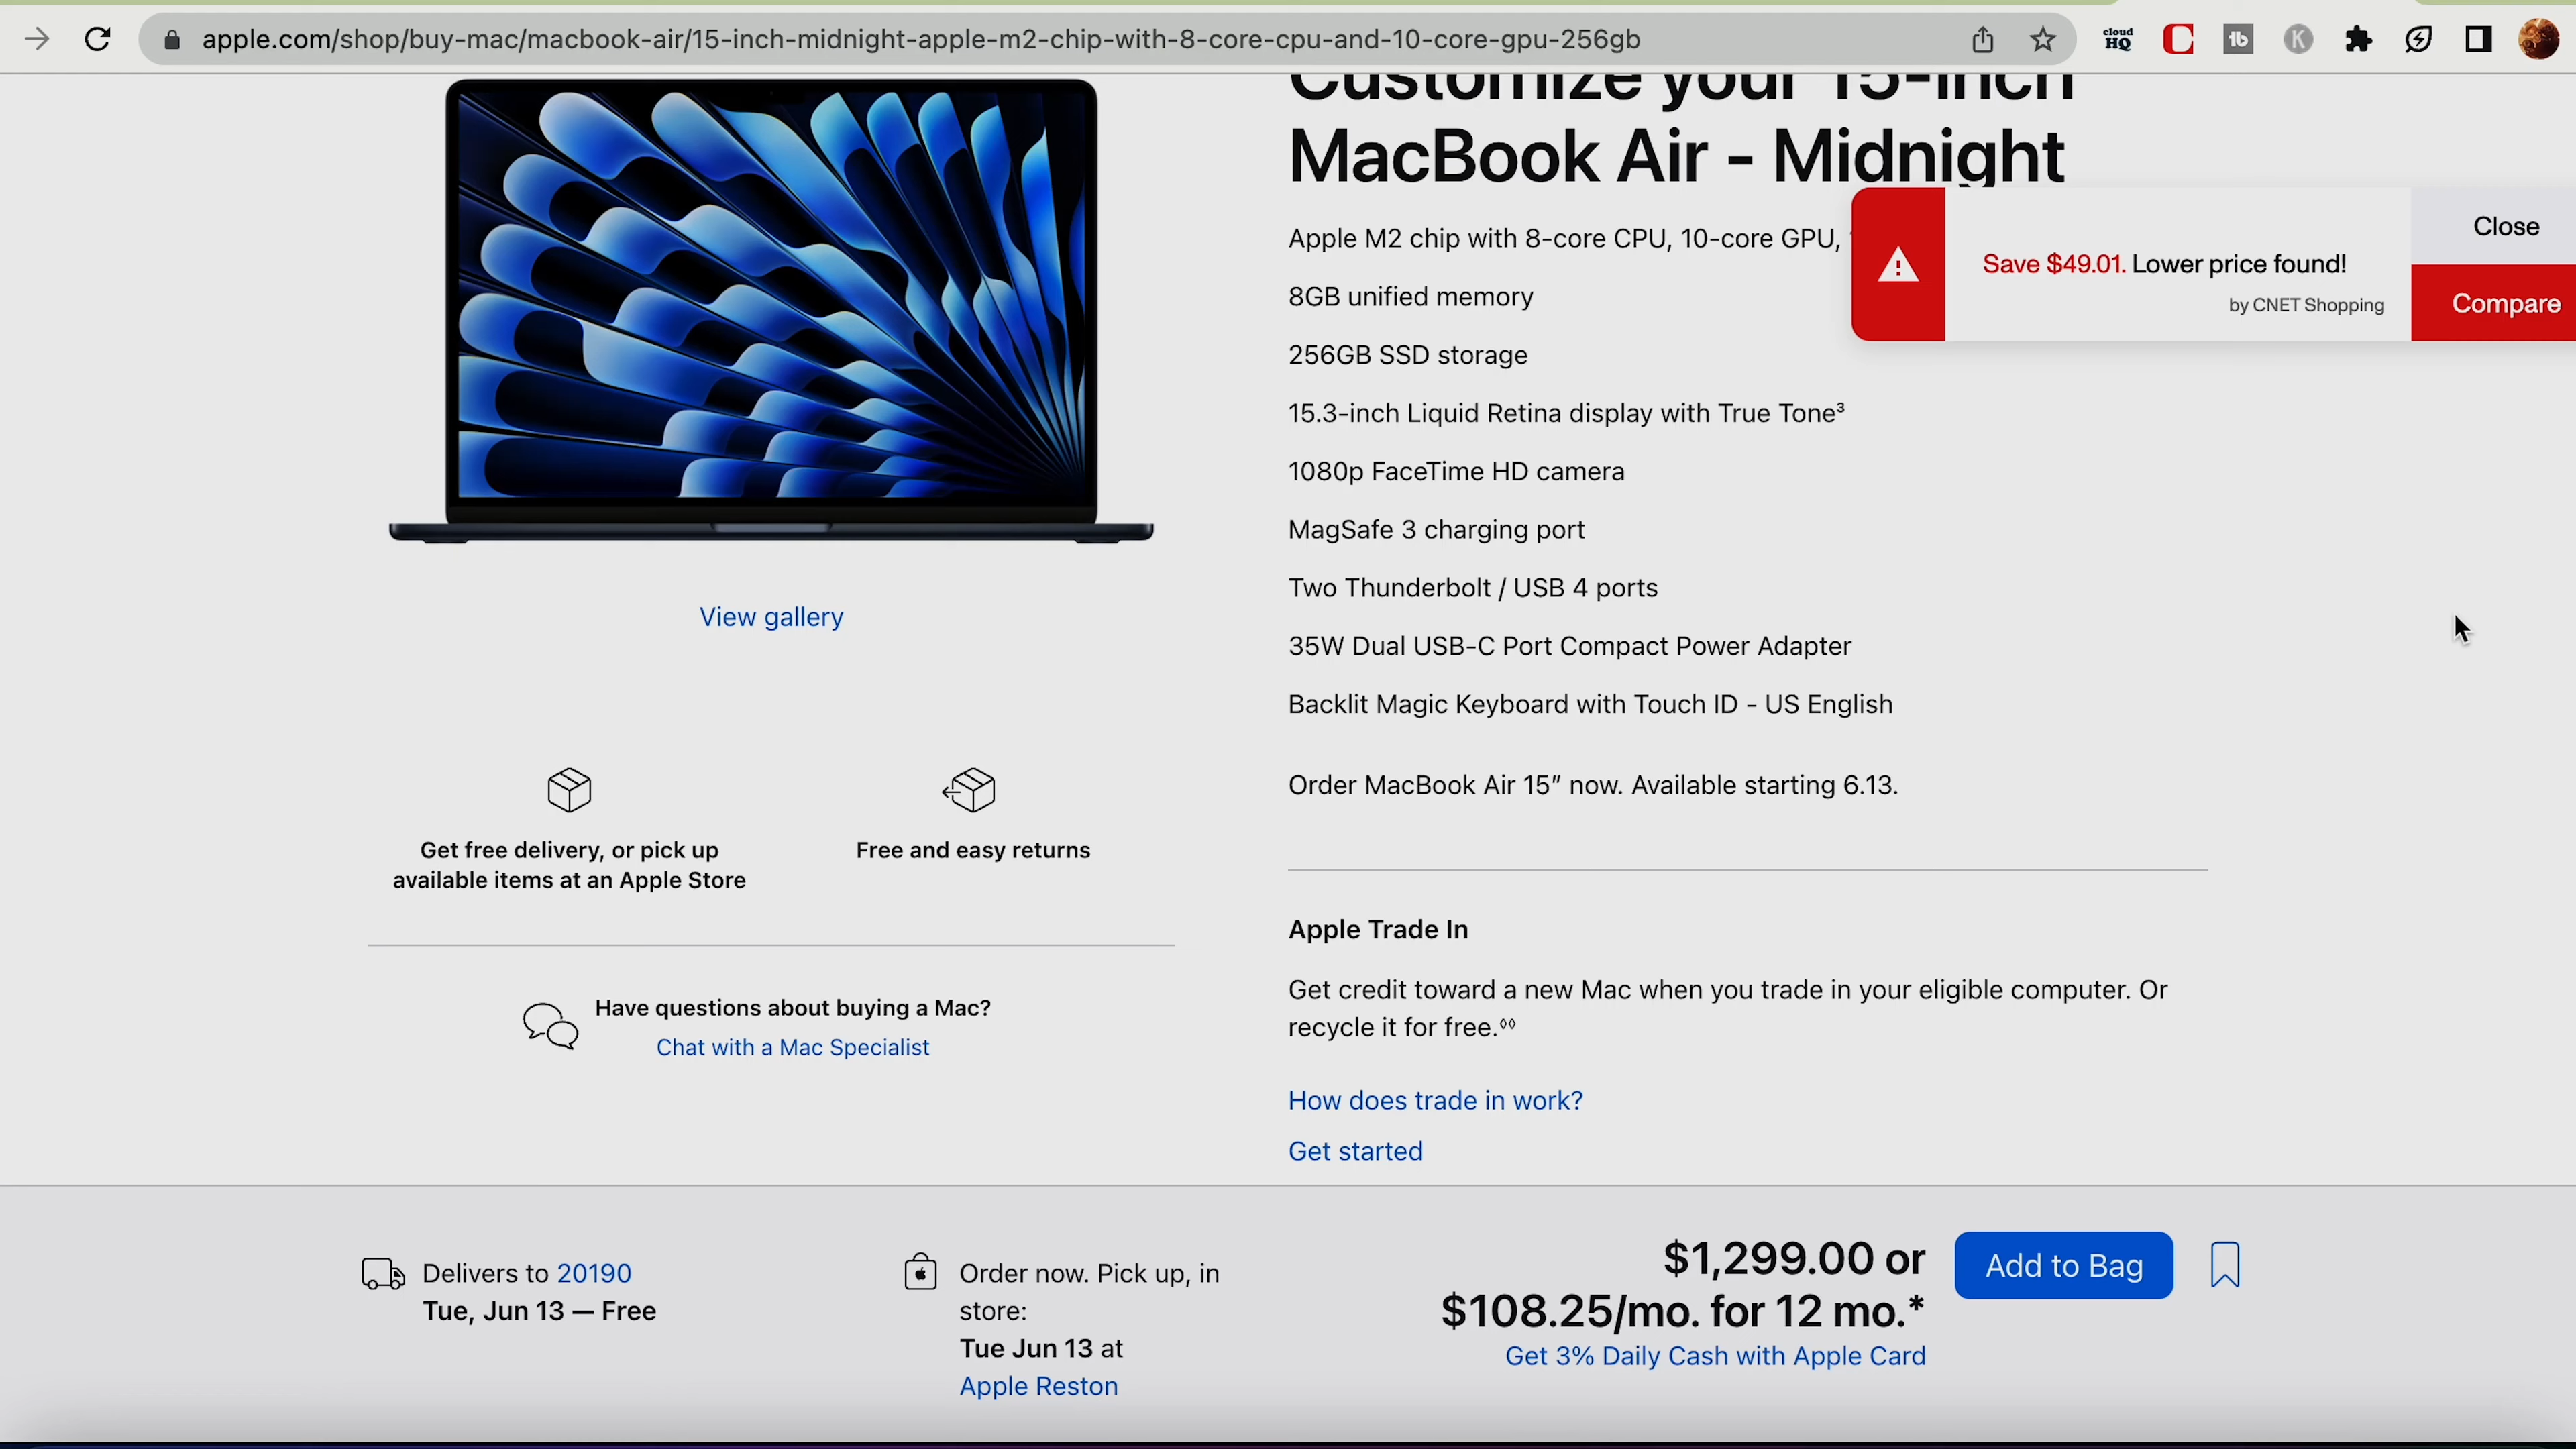 apple.com/shop/buy-mac/macbook-air/15-inch-midnight-apple-m2-chip-with-8-core-cpu-and-10-core-gpu-256gb
cloud
HQ
tb
K
Customize your 15-inch
MacBook Air - Midnight
Apple M2 chip with 8-core CPU, 10-core GPU,
8GB unified memory
256GB SSD storage
15.3-inch Liquid Retina display with True Tone³
1080p FaceTime HD camera
MagSafe 3 charging port
Two Thunderbolt / USB 4 ports
35W Dual USB-C Port Compact Power Adapter
Backlit Magic Keyboard with Touch ID - US English
Order MacBook Air 15″ now. Available starting 6.13.
Save $49.01. Lower price found!
by CNET Shopping
Close
Compare
View gallery
Get free delivery, or pick up
available items at an Apple Store
Free and easy returns
Have questions about buying a Mac?
Chat with a Mac Specialist
Apple Trade In
Get credit toward a new Mac when you trade in your eligible computer. Or
recycle it for free.◊◊
How does trade in work?
Get started
Delivers to 20190
Tue, Jun 13 — Free
Order now. Pick up, in
store:
Tue Jun 13 at
Apple Reston
$1,299.00 or
$108.25/mo. for 12 mo.*
Get 3% Daily Cash with Apple Card
Add to Bag